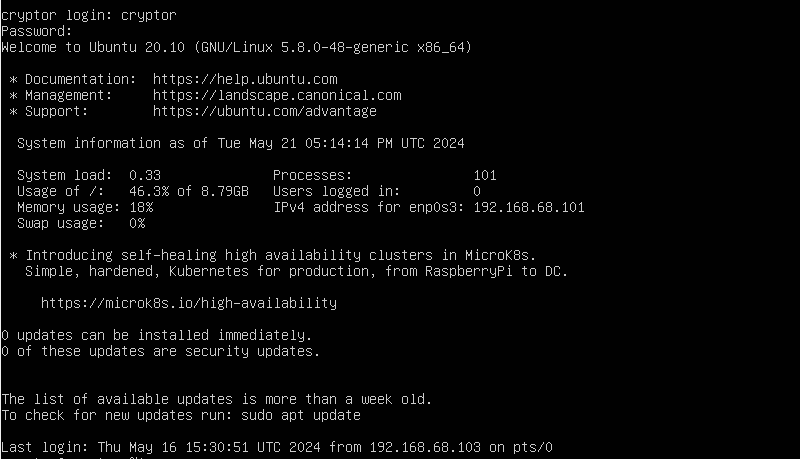 cryptor login: cryptor
Password:
Welcome to Ubuntu 20.10 (GNU/Linux 5.8.0-48-generic x86_64)
* Documentation:  https://help.ubuntu.com
* Management:     https://landscape.canonical.com
* Support:        https://ubuntu.com/advantage
System information as of Tue May 21 05:14:14 PM UTC 2024
System load:  0.33              Processes:               101
Usage of /:   46.3% of 8.79GB   Users logged in:         0
Memory usage: 18%               IPv4 address for enp0s3: 192.168.68.101
Swap usage:   0%
* Introducing self-healing high availability clusters in MicroK8s.
Simple, hardened, Kubernetes for production, from RaspberryPi to DC.
https://microk8s.io/high-availability
0 updates can be installed immediately.
0 of these updates are security updates.
The list of available updates is more than a week old.
To check for new updates run: sudo apt update
Last login: Thu May 16 15:30:51 UTC 2024 from 192.168.68.103 on pts/0